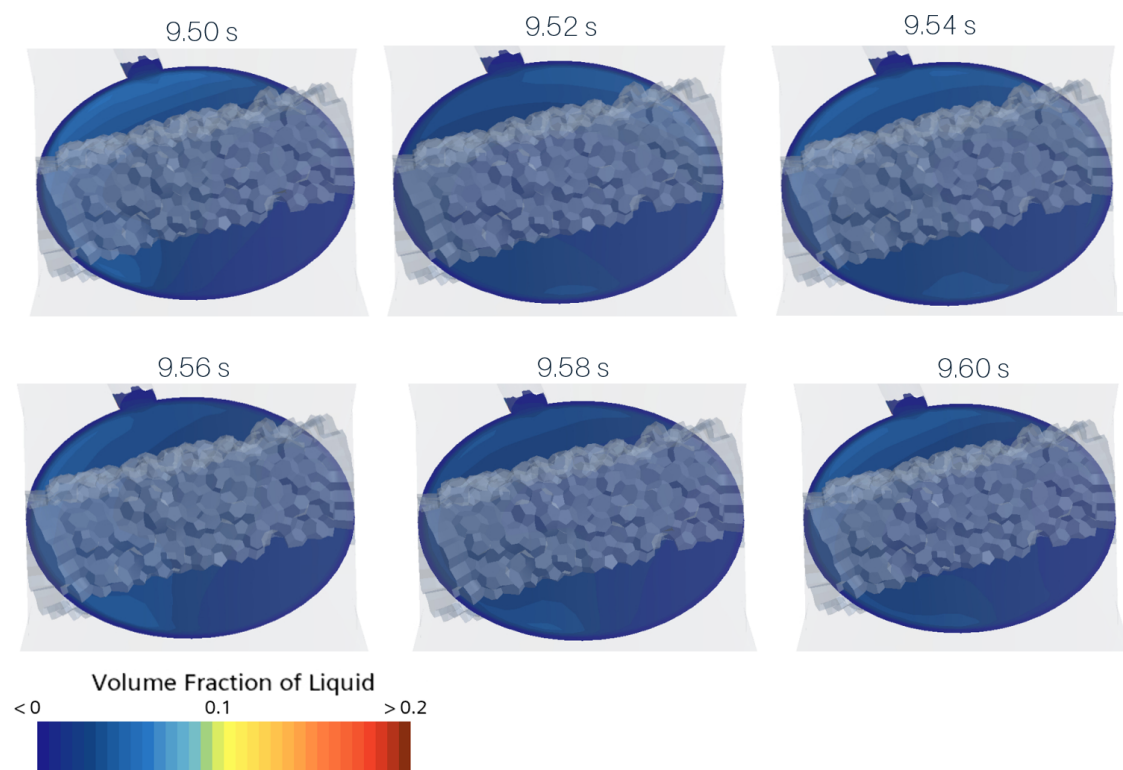 9.50 s
9.52 s
9.54 s
9.56 s
9.58 s
9.60 s
Volume Fraction of Liquid
< 0 0.1 > 0.2